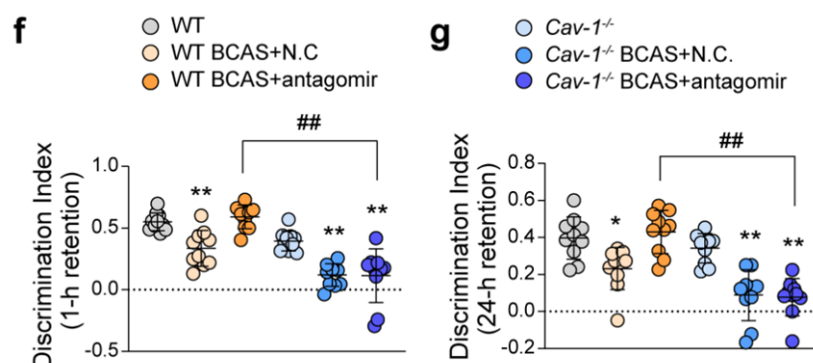 f
WT
WT BCAS+N.C
WT BCAS+antagomir
Discrimination Index
(1-h retention)
1.0
0.5
0.0
-0.5
**
##
**
**
g
Cav-1-/-
Cav-1-/- BCAS+N.C.
Cav-1-/- BCAS+antagomir
Discrimination Index
(24-h retention)
0.8
0.6
0.4
0.2
0.0
-0.2
*
##
**
**